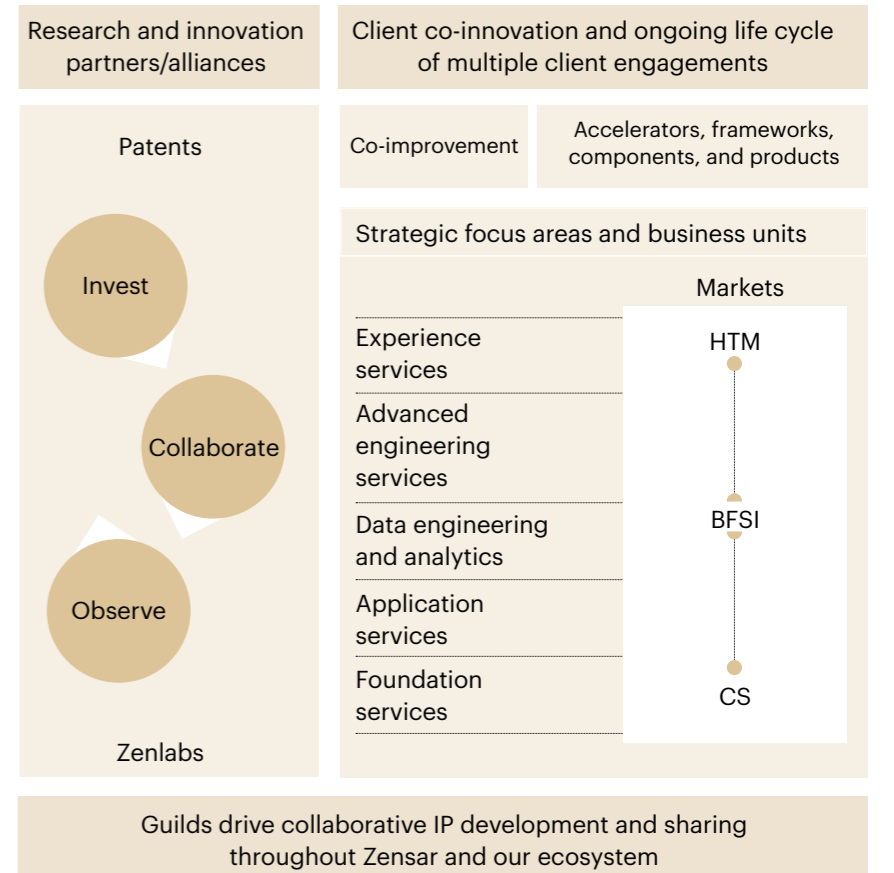 Research and innovation
partners/alliances
Client co-innovation and ongoing life cycle
of multiple client engagements
Patents
Invest
Collaborate
Observe
Zenlabs
Co-improvement
Accelerators, frameworks,
components, and products
Strategic focus areas and business units
Markets
Experience
services
Advanced
engineering
services
Data engineering
and analytics
Application
services
Foundation
services
HTM
BFSI
CS
Guilds drive collaborative IP development and sharing
throughout Zensar and our ecosystem